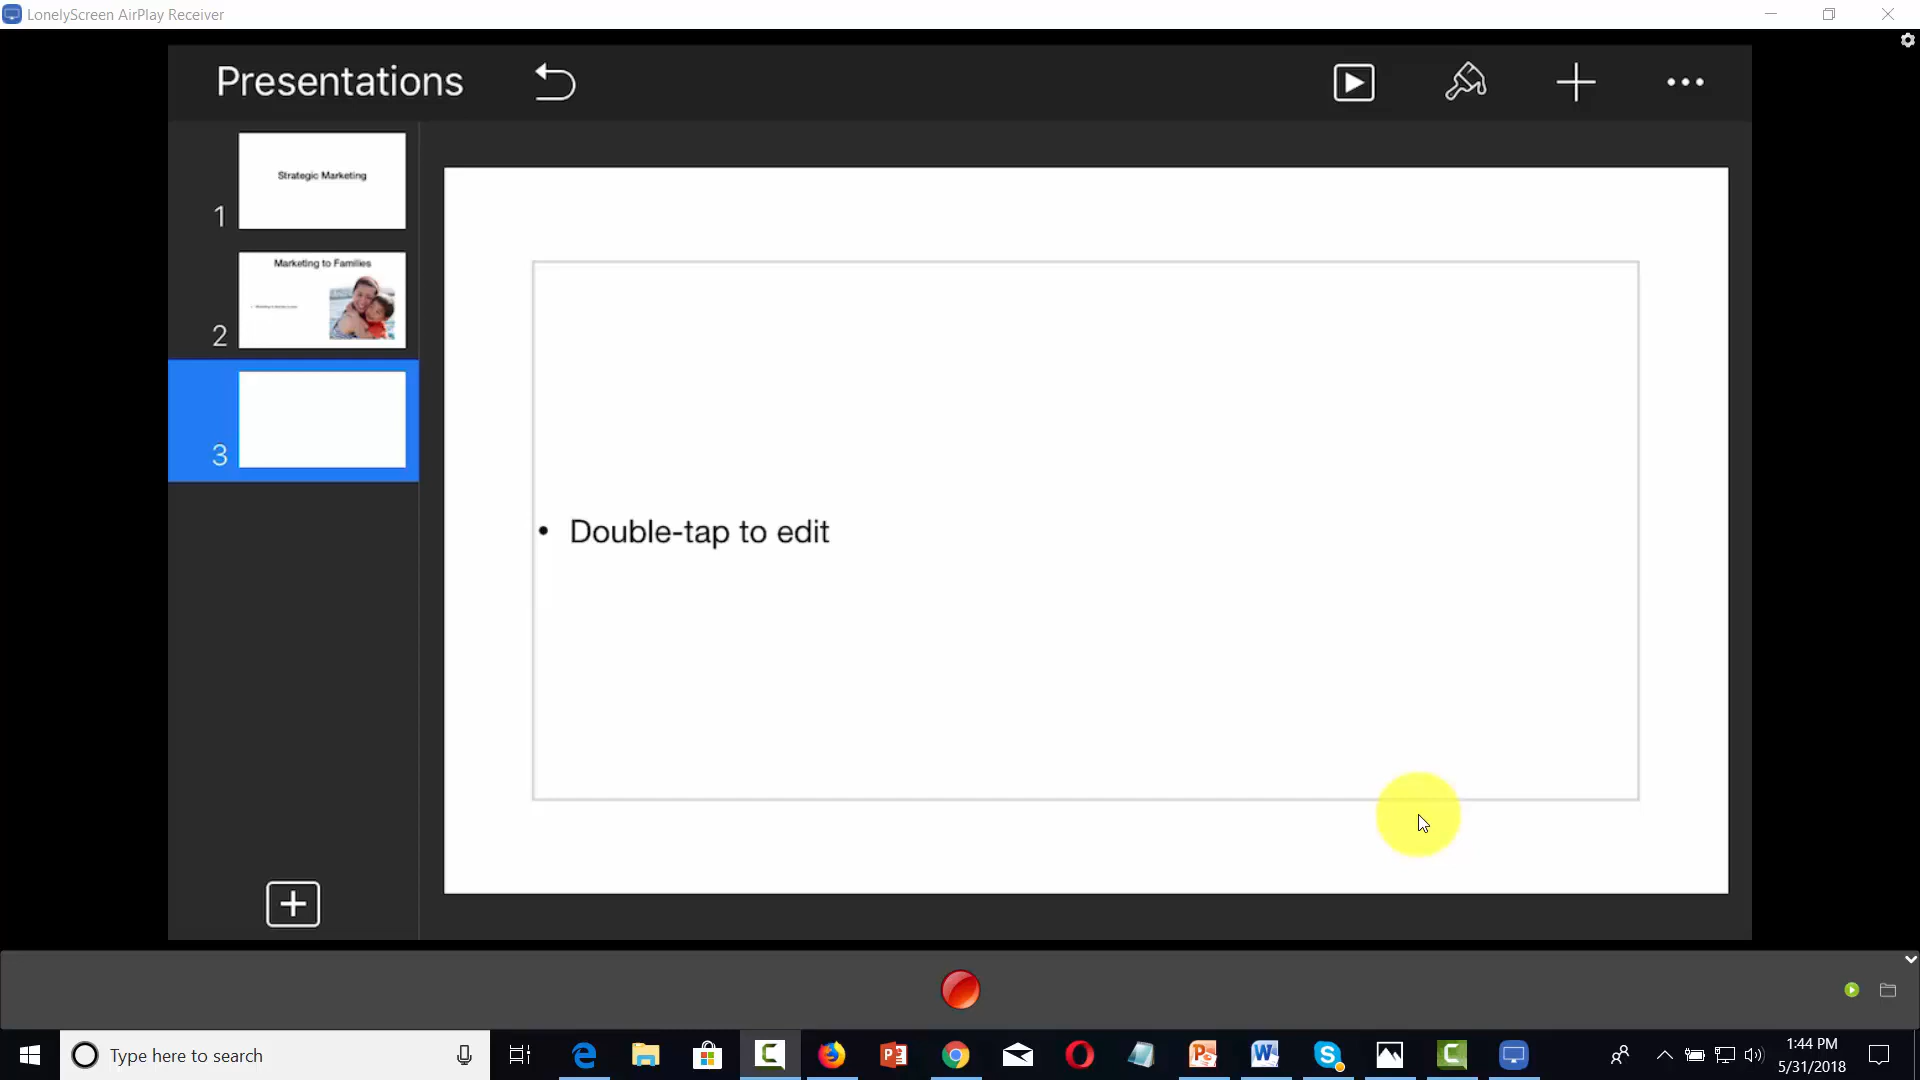 LonelyScreen AirPlay Receiver
Presentations
Strategic Marketing
1
Marketing to Families
2
3
• Double-tap to edit
Type here to search
1:44 PM
5/31/2018